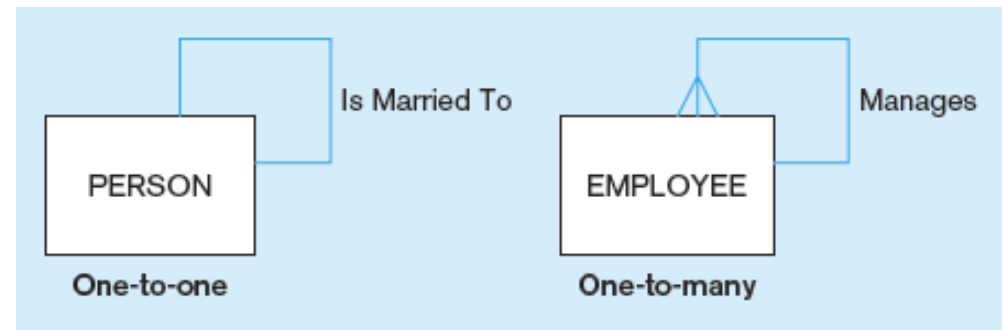 Is Married To
PERSON
One-to-one
Manages
EMPLOYEE
One-to-many